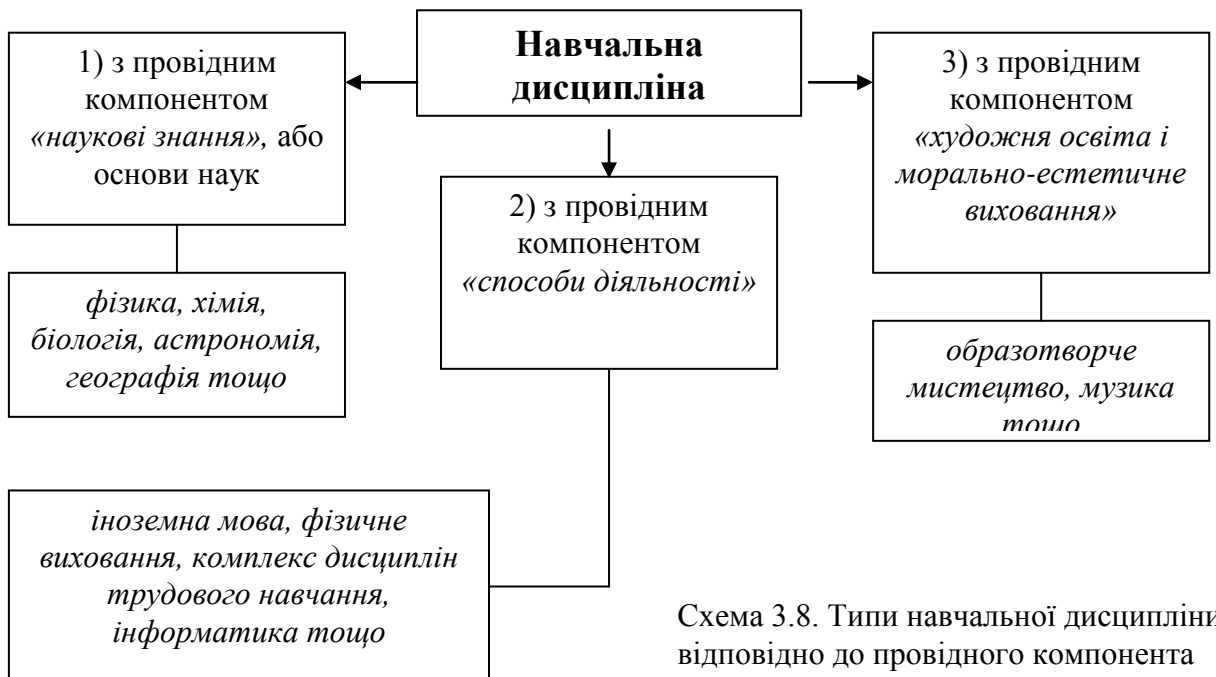 Навчальна
дисципліна
1) з провідним
компонентом
«наукові знання», або
основи наук
фізика, хімія,
біологія, астрономія,
географія тощо
2) з провідним
компонентом
«способи діяльності»
іноземна мова, фізичне
виховання, комплекс дисциплін
трудового навчання,
інформатика тощо
3) з провідним
компонентом
«художня освіта і
морально-естетичне
виховання»
образотворче
мистецтво, музика
тощо
Схема 3.8. Типи навчальної дисципліни
відповідно до провідного компонента